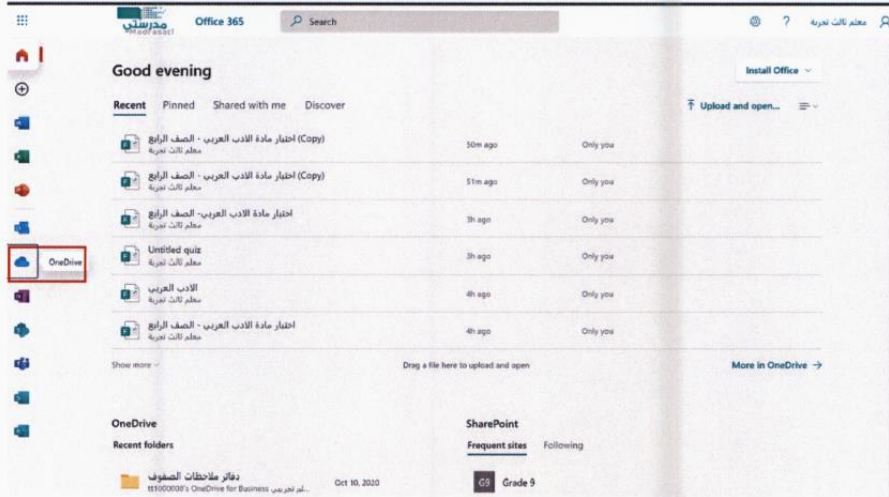 مدرستي
Madrasati
Office 365
Search
?
معلم ثالث تجربة
Good evening
Install Office
Recent Pinned Shared with me Discover
Upload and open...
اختبار مادة الادب العربي - الصف الرابع (Copy)
معلم ثالث تجربة
50m ago
Only you
اختبار مادة الادب العربي - الصف الرابع (Copy)
معلم ثالث تجربة
51m ago
Only you
اختبار مادة الادب العربي- الصف الرابع
معلم ثالث تجربة
3h ago
Only you
Untitled quiz
معلم ثالث تجربة
3h ago
Only you
OneDrive
الادب العربي
معلم ثالث تجربة
4h ago
Only you
اختبار مادة الادب العربي - الصف الرابع
معلم ثالث تجربة
4h ago
Only you
Show more
Drag a file here to upload and open
More in OneDrive →
OneDrive
SharePoint
Recent folders
Frequent sites Following
دفاتر ملاحظات الصفوف
OneDrive for Business
Oct 10, 2020
G9 Grade 9